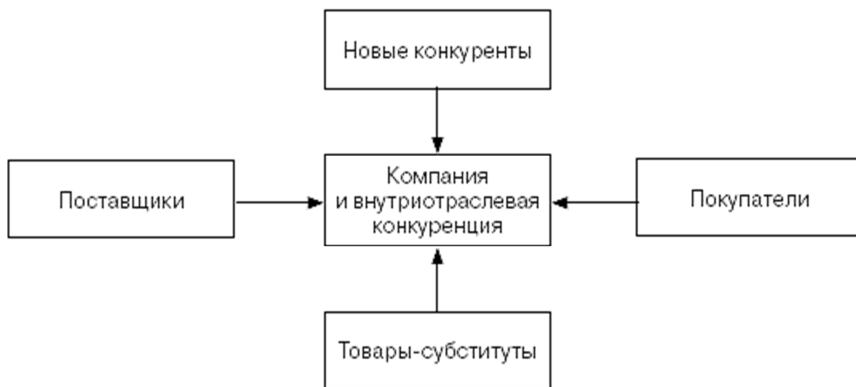 Новые конкуренты
Поставщики
Компания
и внутриотраслевая
конкуренция
Покупатели
Товары-субституты